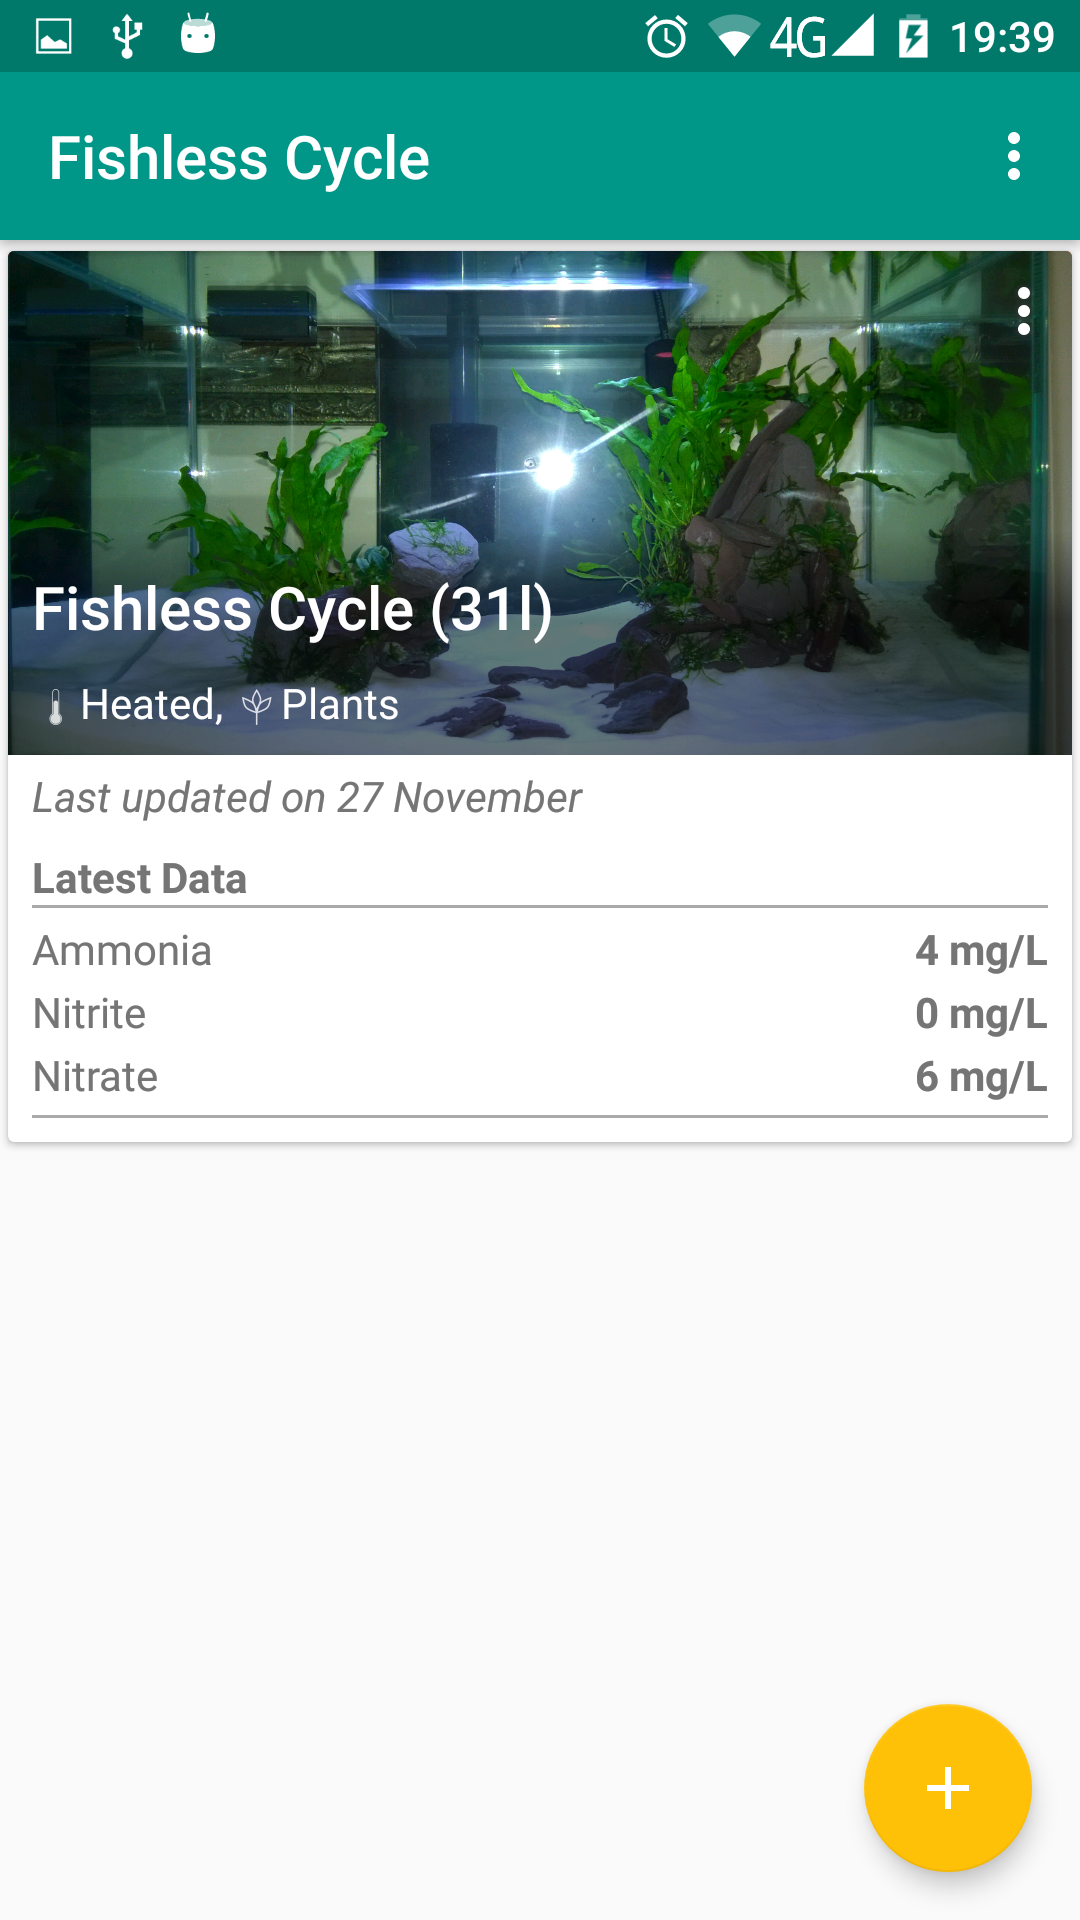 4G 19:39
Fishless Cycle
Fishless Cycle (31l)
Heated, Plants
Last updated on 27 November
Latest Data
Ammonia 4 mg/L
Nitrite 0 mg/L
Nitrate 6 mg/L